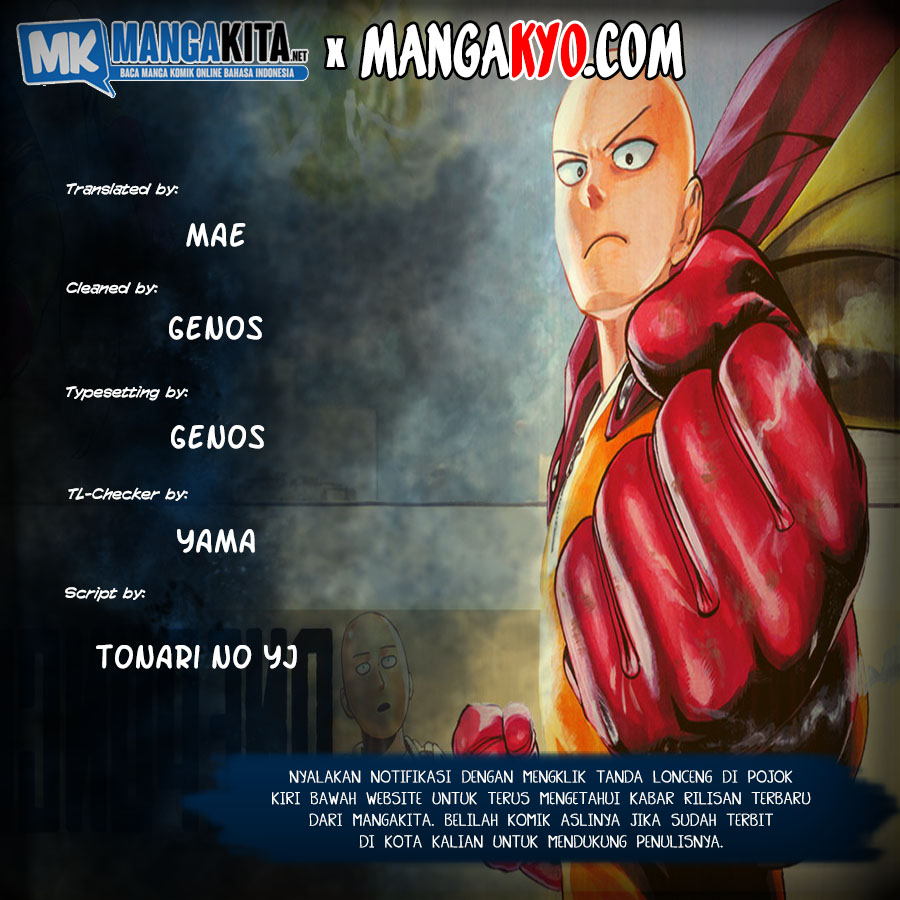 MK MANGAKITA.NET x MANGAKYO.COM
BACA MANGA KOMIK ONLINE BAHASA INDONESIA
Translated by:
MAE
Cleaned by:
GENOS
Typesetting by:
GENOS
TL-Checker by:
YAMA
Script by:
TONARI NO YJ
NYALAKAN NOTIFIKASI DENGAN MENGKLIK TANDA LONCENG DI POJOK
KIRI BAWAH WEBSITE UNTUK TERUS MENGETAHUI KABAR RILISAN TERBARU
DARI MANGAKITA. BELILAH KOMIK ASLINYA JIKA SUDAH TERBIT
DI KOTA KALIAN UNTUK MENDUKUNG PENULISNYA.